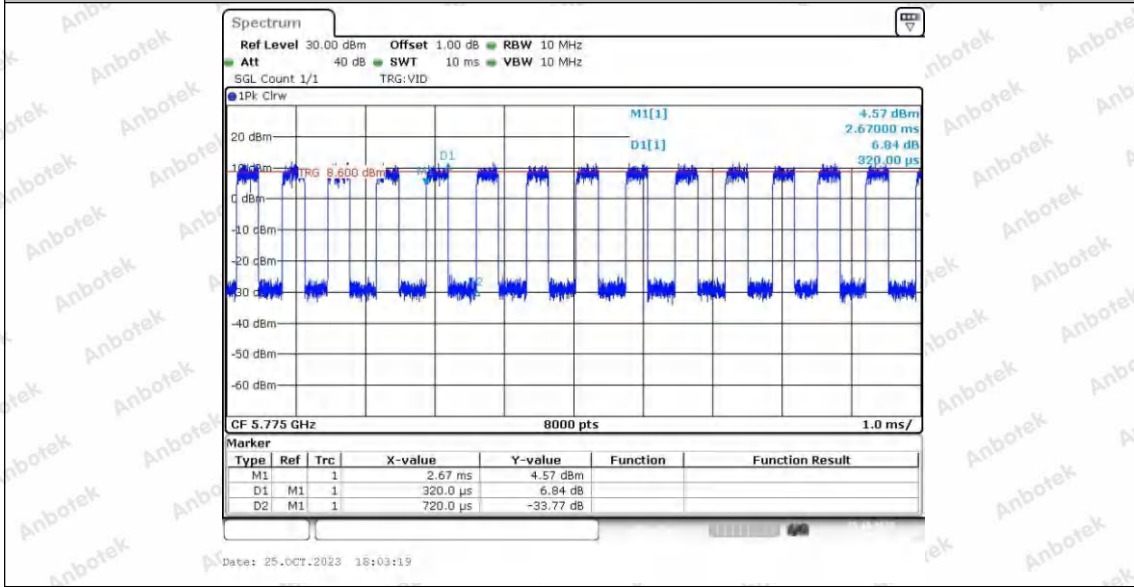 Spectrum
Ref Level 30.00 dBm Offset 1.00 dB RBW 10 MHz
Att 40 dB SWT 10 ms VBW 10 MHz
SGL Count 1/1 TRG:VID
1Pk Clrw
M1[1] 4.57 dBm
2.67000 ms
20 dBm
D1[1] 6.84 dB
320.00 µs
D1
TRG 8.600 dBm
0 dBm
-10 dBm
-20 dBm
-40 dBm
-50 dBm
-60 dBm
CF 5.775 GHz 8000 pts 1.0 ms/
Marker
Type Ref Trc X-value Y-value Function Function Result
M1 1 2.67 ms 4.57 dBm
D1 M1 1 320.0 µs 6.84 dB
D2 M1 1 720.0 µs -33.77 dB
Date: 25.OCT.2023 18:03:19
Anbotek